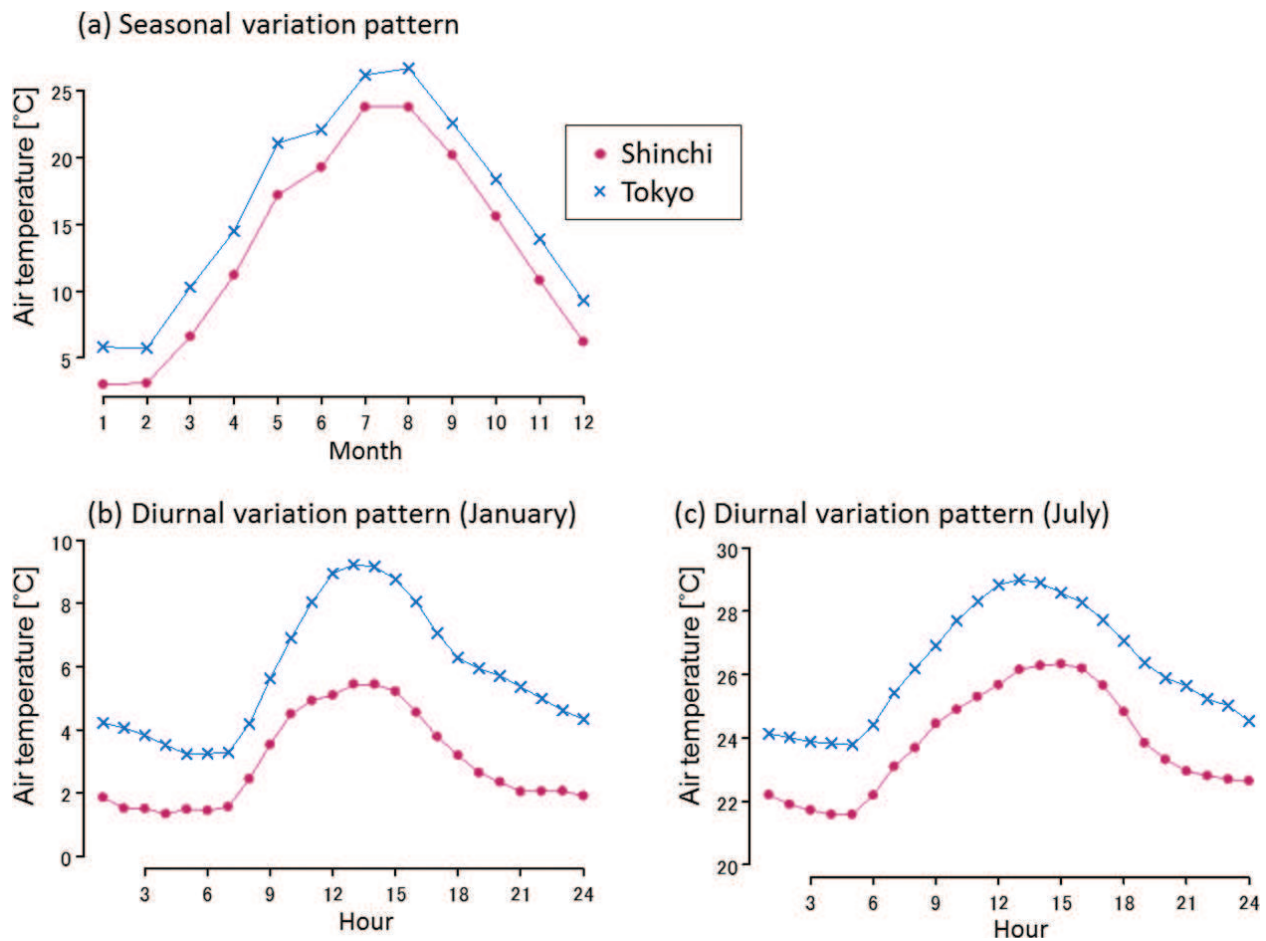 (a) Seasonal variation pattern
Air temperature [°C]
25
20
15
10
5
1 2 3 4 5 6 7 8 9 10 11 12
Month
Shinchi
Tokyo
(b) Diurnal variation pattern (January)
Air temperature [°C]
10
8
6
4
2
0
3 6 9 12 15 18 21 24
Hour
(c) Diurnal variation pattern (July)
Air temperature [°C]
30
28
26
24
22
20
3 6 9 12 15 18 21 24
Hour